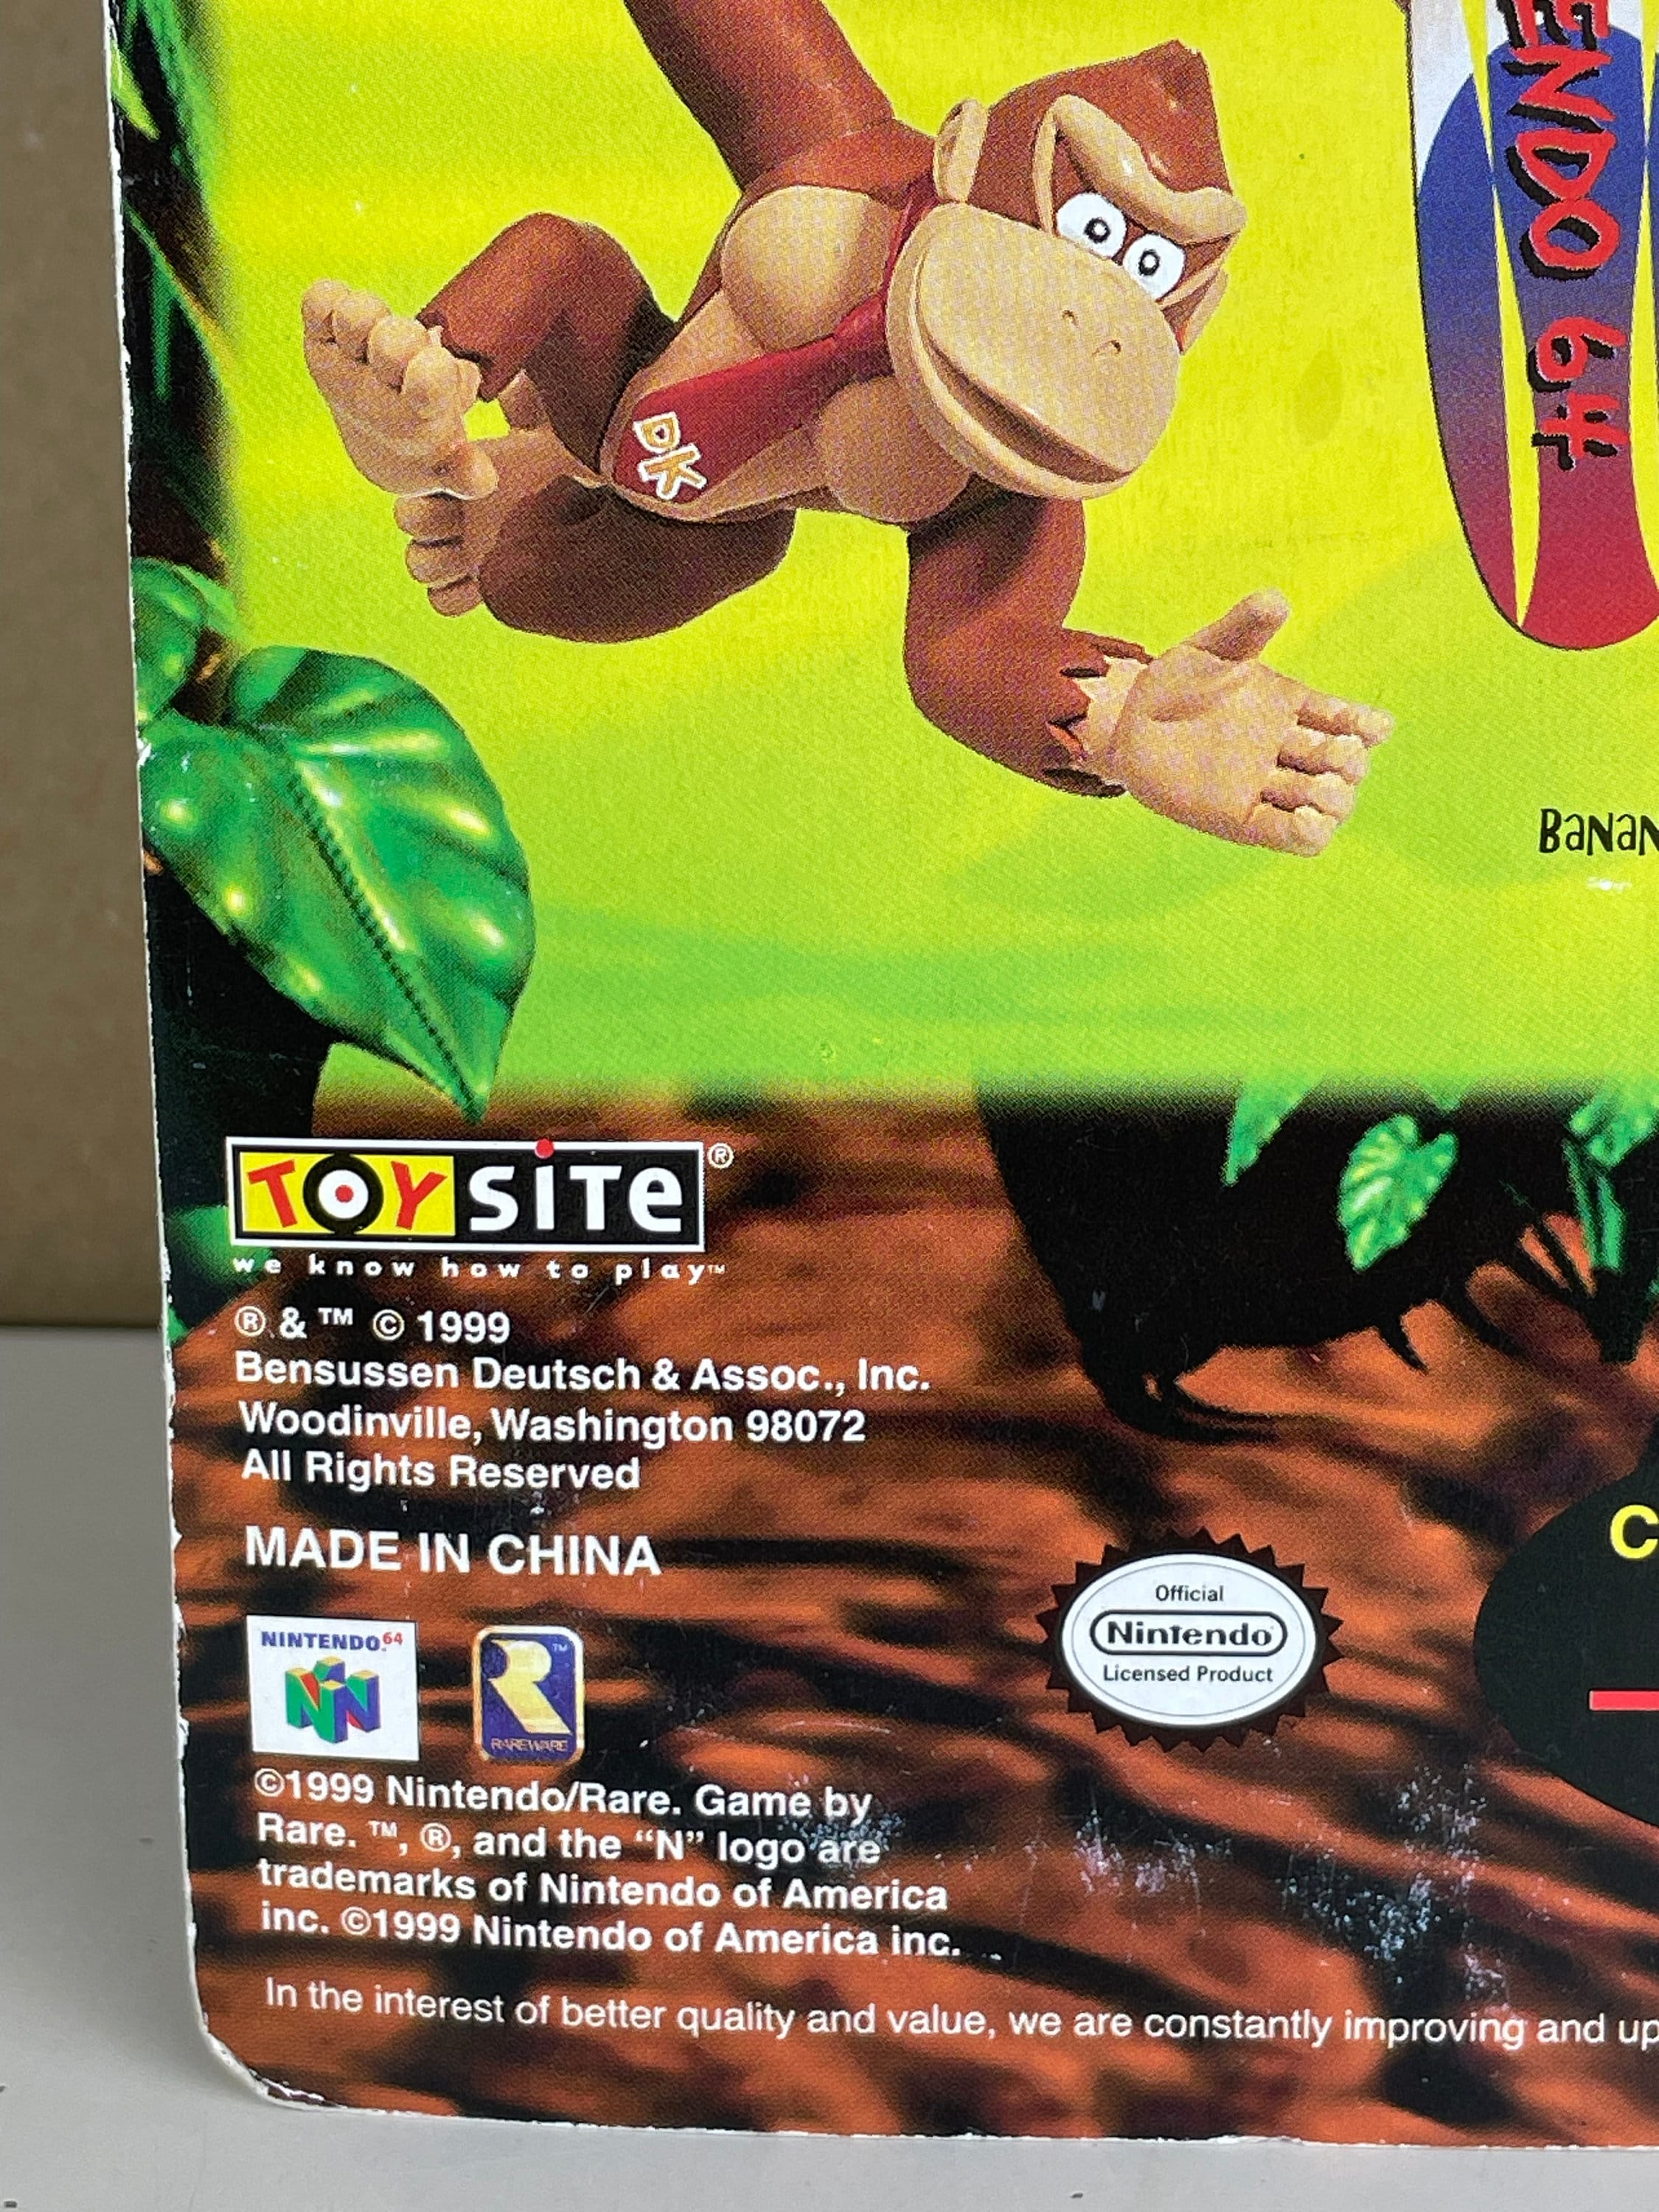 ENDO 64
DK
TOYSiTe®
we know how to play™
® & ™ © 1999
Bensussen Deutsch & Assoc., Inc.
Woodinville, Washington 98072
All Rights Reserved
MADE IN CHINA
NINTENDO64
RAREWARE™
Official
Nintendo
Licensed Product
©1999 Nintendo/Rare. Game by
Rare. ™, ®, and the “N” logo are
trademarks of Nintendo of America
inc. ©1999 Nintendo of America inc.
In the interest of better quality and value, we are constantly improving and up
BaNaN
C